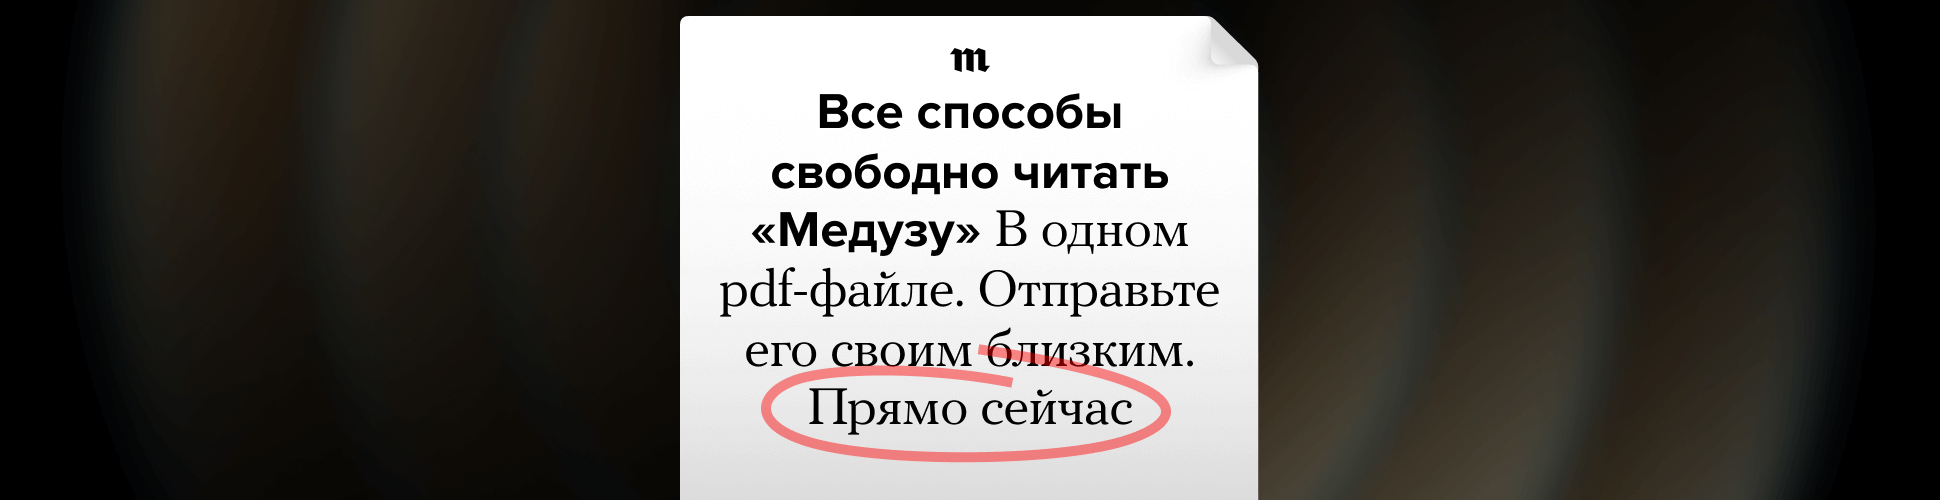 m
Все способы
свободно читать
«Медузу» В одном
pdf-файле. Отправьте
его своим близким.
Прямо сейчас